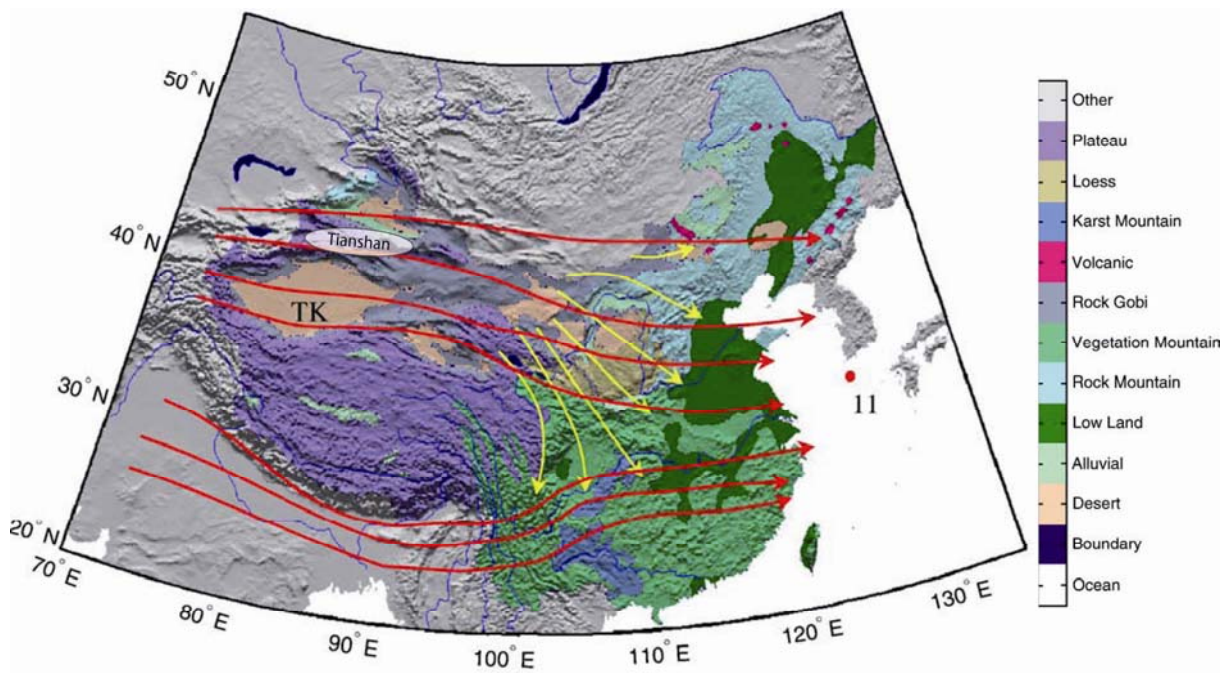 50° N
40° N
30° N
20° N
70° E
80° E
90° E
100° E
110° E
120° E
130° E
Tianshan
TK
11
Other
Plateau
Loess
Karst Mountain
Volcanic
Rock Gobi
Vegetation Mountain
Rock Mountain
Low Land
Alluvial
Desert
Boundary
Ocean